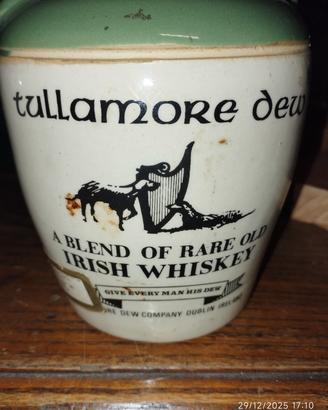 tullamore dew
A BLEND OF RARE OLD
IRISH WHISKEY
GIVE EVERY MAN HIS DEW
DEW COMPANY DUBLIN IRELAND
29/12/2025 17:10